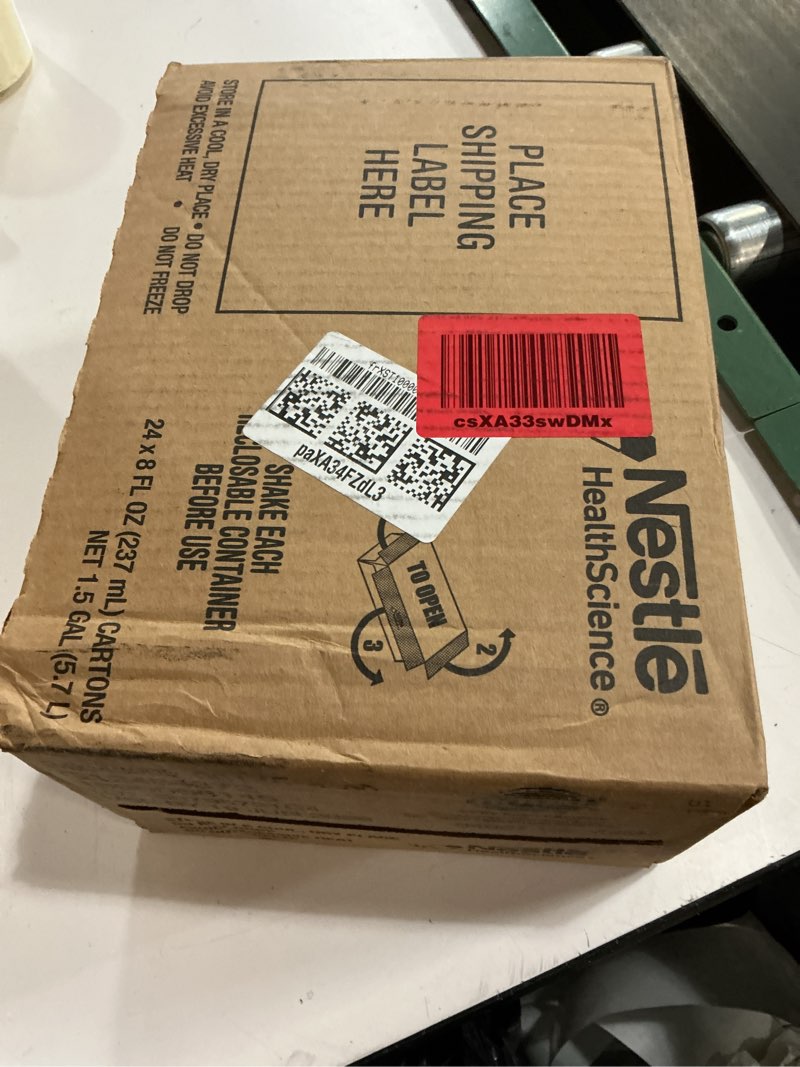 PLACE
SHIPPING
LABEL
HERE
STORE IN A COOL, DRY PLACE • DO NOT DROP
AVOID EXCESSIVE HEAT • DO NOT FREEZE
csXA33swDMx
paXA34FZdL3
Nestlé
HealthScience®
TO OPEN
2
3
SHAKE EACH
BEFORE USE
CONTAINER
24 x 8 FL OZ (237 mL) CARTONS
NET 1.5 GAL (5.7 L)